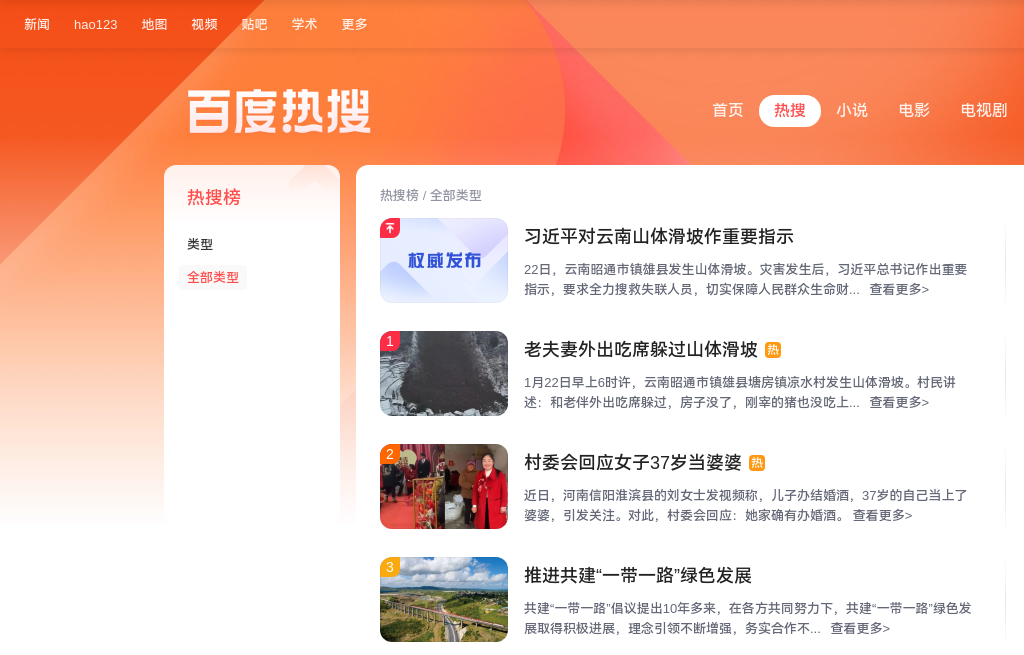 新闻 hao123 地图 视频 贴吧 学术 更多
百度热搜
首页 热搜 小说 电影 电视剧
热搜榜
类型
全部类型
热搜榜 / 全部类型
权威发布
习近平对云南山体滑坡作重要指示
22日，云南昭通市镇雄县发生山体滑坡。灾害发生后，习近平总书记作出重要
指示，要求全力搜救失联人员，切实保障人民群众生命财... 查看更多>
1
老夫妻外出吃席躲过山体滑坡 热
1月22日早上6时许，云南昭通市镇雄县塘房镇凉水村发生山体滑坡。村民讲
述：和老伴外出吃席躲过，房子没了，刚宰的猪也没吃上... 查看更多>
2
村委会回应女子37岁当婆婆 热
近日，河南信阳淮滨县的刘女士发视频称，儿子办结婚酒，37岁的自己当上了
婆婆，引发关注。对此，村委会回应：她家确有办婚酒。 查看更多>
3
推进共建“一带一路”绿色发展
共建“一带一路”倡议提出10年多来，在各方共同努力下，共建“一带一路”绿色发
展取得积极进展，理念引领不断增强，务实合作不... 查看更多>